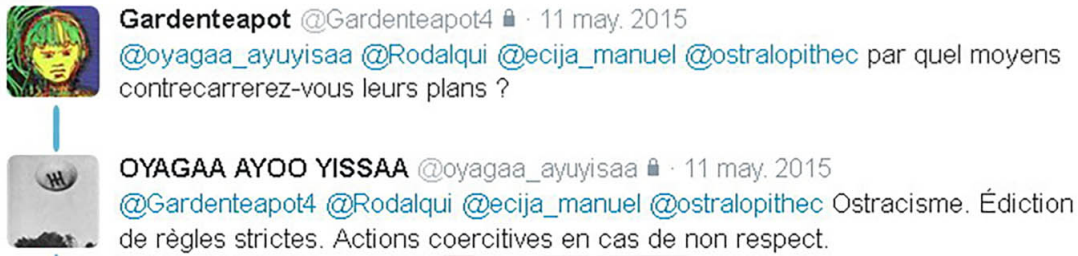 Gardenteapot @Gardenteapot4 · 11 may. 2015
@oyagaa_ayuyisaa @Rodalqui @ecija_manuel @ostralopithec par quel moyens
contrecarrerez-vous leurs plans ?
OYAGAA AYOO YISSAA @oyagaa_ayuyisaa · 11 may. 2015
@Gardenteapot4 @Rodalqui @ecija_manuel @ostralopithec Ostracisme. Édiction
de règles strictes. Actions coercitives en cas de non respect.